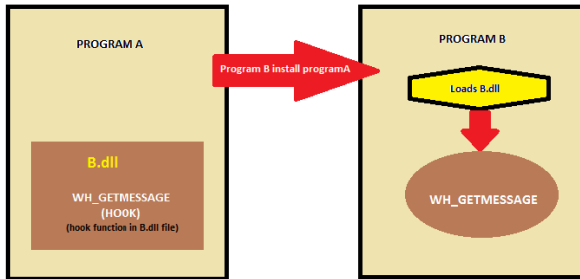 PROGRAM A
B.dll
WH_GETMESSAGE
(HOOK)
(hook function in B.dll file)
Program B install programA
PROGRAM B
Loads B.dll
WH_GETMESSAGE